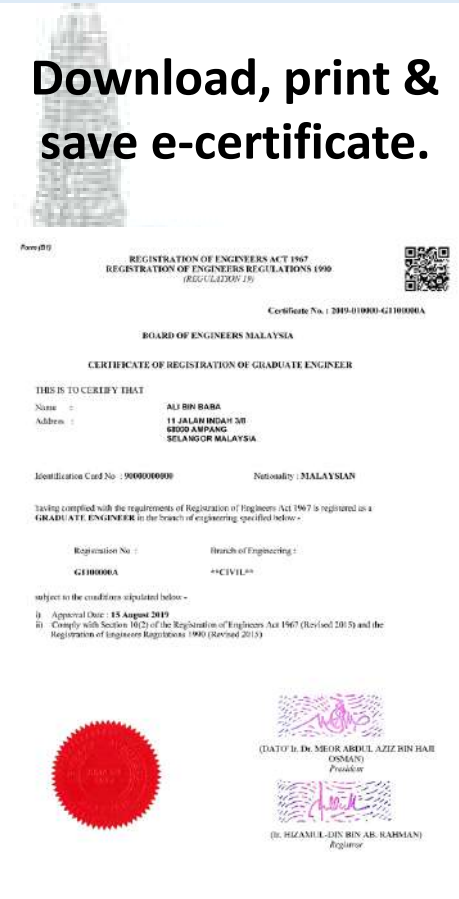 Download, print &
save e-certificate.
Form (B1)
REGISTRATION OF ENGINEERS ACT 1967
REGISTRATION OF ENGINEERS REGULATIONS 1990
(REGULATION 19)
Certificate No. : 2019-010000-G1100000A
BOARD OF ENGINEERS MALAYSIA
CERTIFICATE OF REGISTRATION OF GRADUATE ENGINEER
THIS IS TO CERTIFY THAT
Name : ALI BIN BABA
Address : 11 JALAN INDAH 3/8
68000 AMPANG
SELANGOR MALAYSIA
Identification Card No : 90000000000 Nationality : MALAYSIAN
having complied with the requirements of Registration of Engineers Act 1967 is registered as a
GRADUATE ENGINEER in the branch of engineering specified below -
Registration No : Branch of Engineering :
G1100000A **CIVIL**
subject to the conditions stipulated below -
i) Approval Date : 15 August 2019
ii) Comply with Section 10(2) of the Registration of Engineers Act 1967 (Revised 2015) and the
Registration of Engineers Regulations 1990 (Revised 2015)
(DATO' Ir. Dr. MEOR ABDUL AZIZ BIN HAJI
OSMAN)
President
(Ir. HIZAMUL-DIN BIN AB. RAHMAN)
Registrar